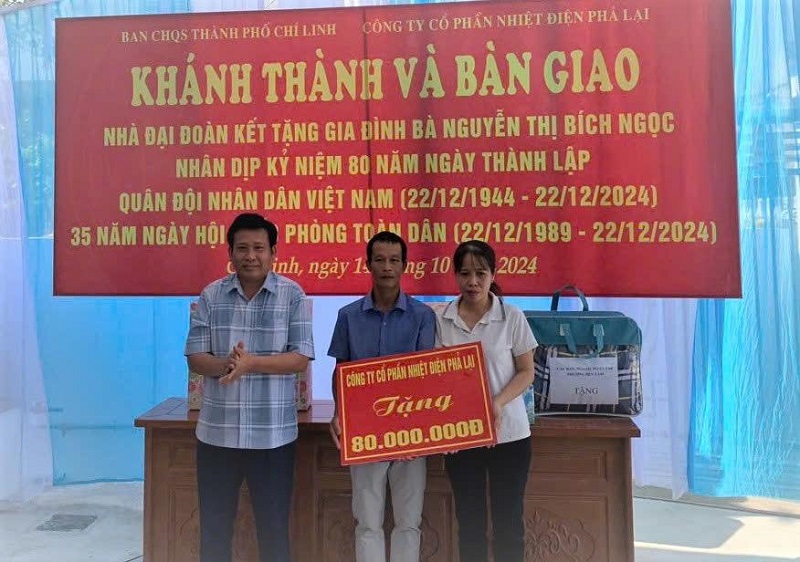 BAN CHQS THÀNH PHỐ CHÍ LINH CÔNG TY CỔ PHẦN NHIỆT ĐIỆN PHẢ LẠI
KHÁNH THÀNH VÀ BÀN GIAO
NHÀ ĐẠI ĐOÀN KẾT TẶNG GIA ĐÌNH BÀ NGUYỄN THỊ BÍCH NGỌC
NHÂN DỊP KỶ NIỆM 80 NĂM NGÀY THÀNH LẬP
QUÂN ĐỘI NHÂN DÂN VIỆT NAM (22/12/1944 - 22/12/2024)
35 NĂM NGÀY HỘI PHÒNG TOÀN DÂN (22/12/1989 - 22/12/2024)
ngày 10 2024
CÔNG TY CỔ PHẦN NHIỆT ĐIỆN PHẢ LẠI
Tặng
80.000.000Đ
TẶNG